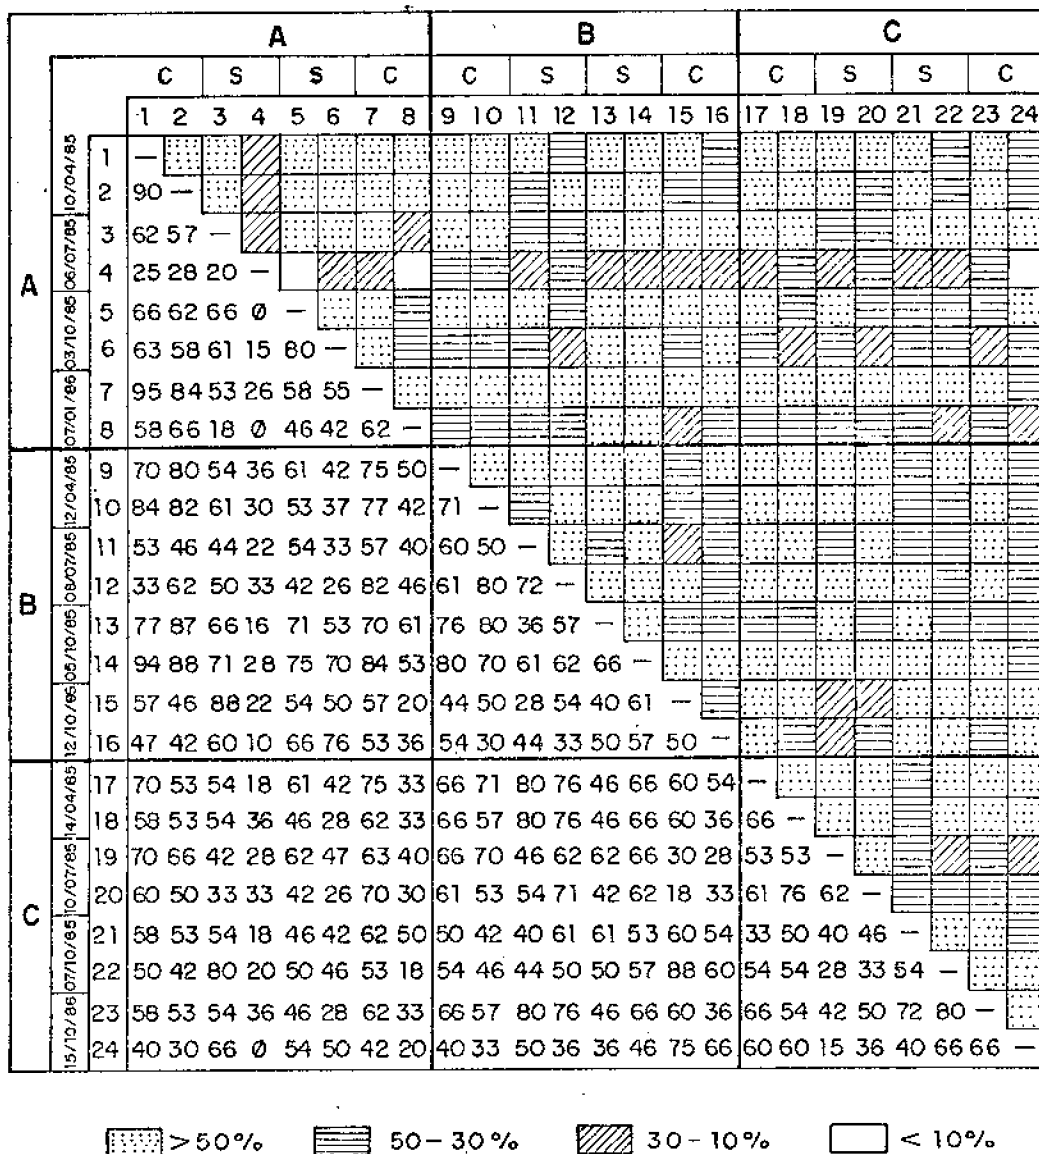 A B C
C S S C C S S C C S S C
1 2 3 4 5 6 7 8 9 10 11 12 13 14 15 16 17 18 19 20 21 22 23 24
A
10/04/85
1 —
2 90 —
06/07/85
3 62 57 —
4 25 28 20 —
03/10/85
5 66 62 66 Ø —
6 63 58 61 15 80 —
07/01/86
7 95 84 53 26 58 55 —
8 58 66 18 Ø 46 42 62 —
B
12/04/85
9 70 80 54 36 61 42 75 50 —
10 84 82 61 30 53 37 77 42 71 —
08/07/85
11 53 46 44 22 54 33 57 40 60 50 —
12 33 62 50 33 42 26 82 46 61 80 72 —
05/10/85
13 77 87 66 16 71 53 70 61 76 80 36 57 —
14 94 88 71 28 75 70 84 53 80 70 61 62 66 —
15 57 46 88 22 54 50 57 20 44 50 28 54 40 61 —
16 47 42 60 10 66 76 53 36 54 30 44 33 50 57 50 —
C
14/04/85
17 70 53 54 18 61 42 75 33 66 71 80 76 46 66 60 54 —
18 58 53 54 36 46 28 62 33 66 57 80 76 46 66 60 36 66 —
10/07/85
19 70 66 42 28 62 47 63 40 66 70 46 62 62 66 30 28 53 53 —
20 60 50 33 33 42 26 70 30 61 53 54 71 42 62 18 33 61 76 62 —
07/10/85
21 58 53 54 18 46 42 62 50 50 42 40 61 61 53 60 54 33 50 40 46 —
22 50 42 80 20 50 46 53 18 54 46 44 50 50 57 88 60 54 54 28 33 54 —
15/10/86
23 58 53 54 36 46 28 62 33 66 57 80 76 46 66 60 36 66 54 42 50 72 80 —
24 40 30 66 Ø 54 50 42 20 40 33 50 36 36 46 75 66 60 60 15 36 40 66 66 —
>50% 50-30% 30-10% <10%